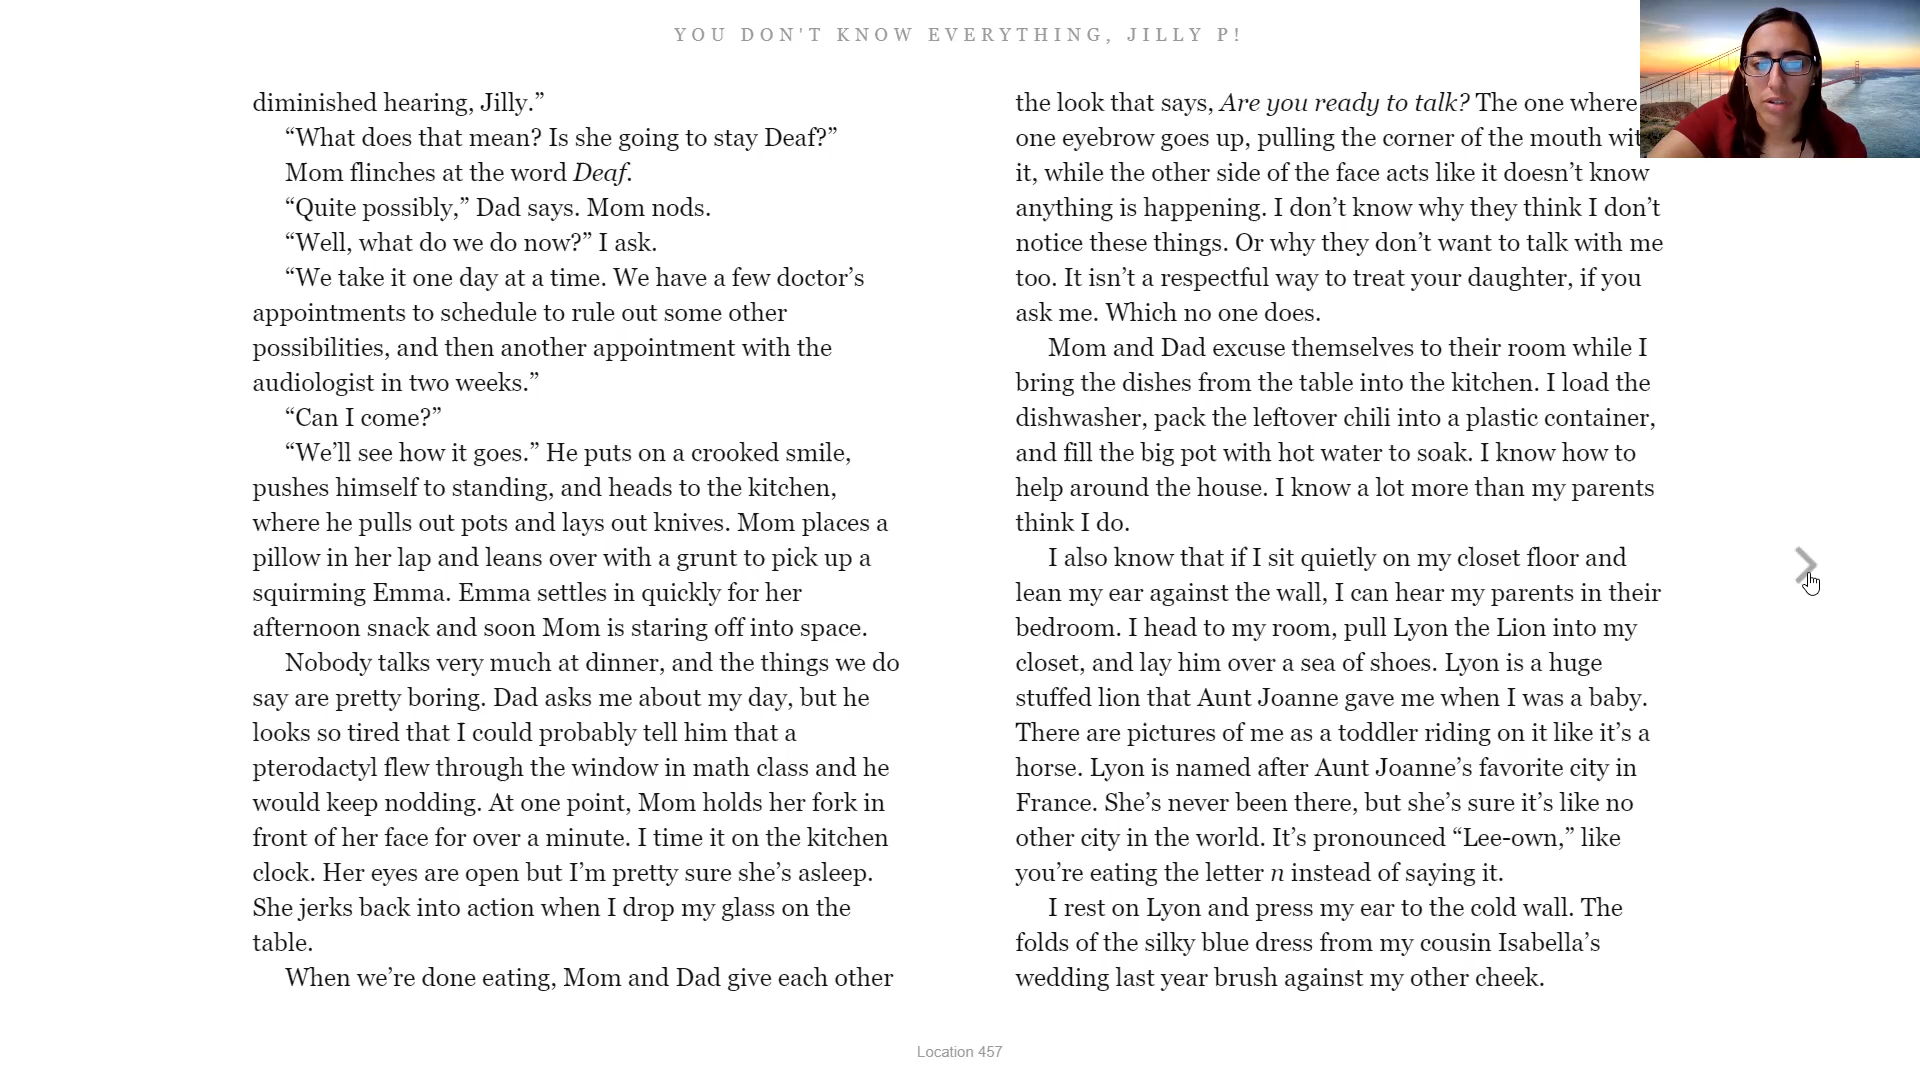 YOU DON'T KNOW EVERYTHING, JILLY P!
diminished hearing, Jilly.”
“What does that mean? Is she going to stay Deaf?”
Mom flinches at the word Deaf.
“Quite possibly,” Dad says. Mom nods.
“Well, what do we do now?” I ask.
“We take it one day at a time. We have a few doctor’s
appointments to schedule to rule out some other
possibilities, and then another appointment with the
audiologist in two weeks.”
“Can I come?”
“We’ll see how it goes.” He puts on a crooked smile,
pushes himself to standing, and heads to the kitchen,
where he pulls out pots and lays out knives. Mom places a
pillow in her lap and leans over with a grunt to pick up a
squirming Emma. Emma settles in quickly for her
afternoon snack and soon Mom is staring off into space.
Nobody talks very much at dinner, and the things we do
say are pretty boring. Dad asks me about my day, but he
looks so tired that I could probably tell him that a
pterodactyl flew through the window in math class and he
would keep nodding. At one point, Mom holds her fork in
front of her face for over a minute. I time it on the kitchen
clock. Her eyes are open but I’m pretty sure she’s asleep.
She jerks back into action when I drop my glass on the
table.
When we’re done eating, Mom and Dad give each other
the look that says, Are you ready to talk? The one where
one eyebrow goes up, pulling the corner of the mouth wit
it, while the other side of the face acts like it doesn’t know
anything is happening. I don’t know why they think I don’t
notice these things. Or why they don’t want to talk with me
too. It isn’t a respectful way to treat your daughter, if you
ask me. Which no one does.
Mom and Dad excuse themselves to their room while I
bring the dishes from the table into the kitchen. I load the
dishwasher, pack the leftover chili into a plastic container,
and fill the big pot with hot water to soak. I know how to
help around the house. I know a lot more than my parents
think I do.
I also know that if I sit quietly on my closet floor and
lean my ear against the wall, I can hear my parents in their
bedroom. I head to my room, pull Lyon the Lion into my
closet, and lay him over a sea of shoes. Lyon is a huge
stuffed lion that Aunt Joanne gave me when I was a baby.
There are pictures of me as a toddler riding on it like it’s a
horse. Lyon is named after Aunt Joanne’s favorite city in
France. She’s never been there, but she’s sure it’s like no
other city in the world. It’s pronounced “Lee-own,” like
you’re eating the letter n instead of saying it.
I rest on Lyon and press my ear to the cold wall. The
folds of the silky blue dress from my cousin Isabella’s
wedding last year brush against my other cheek.
Location 457